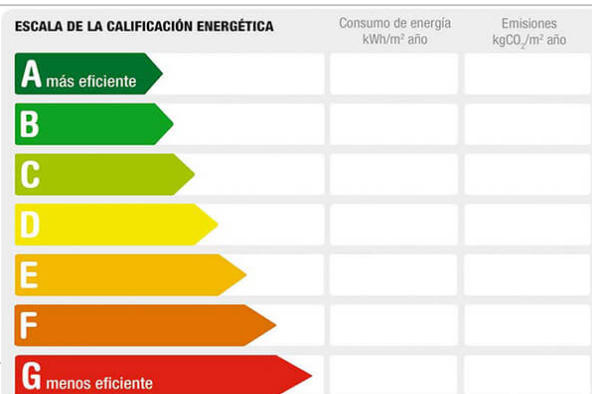 ESCALA DE LA CALIFICACIÓN ENERGÉTICA
Consumo de energía
kWh/m² año
Emisiones
kgCO₂/m² año
A más eficiente
B
C
D
E
F
G menos eficiente